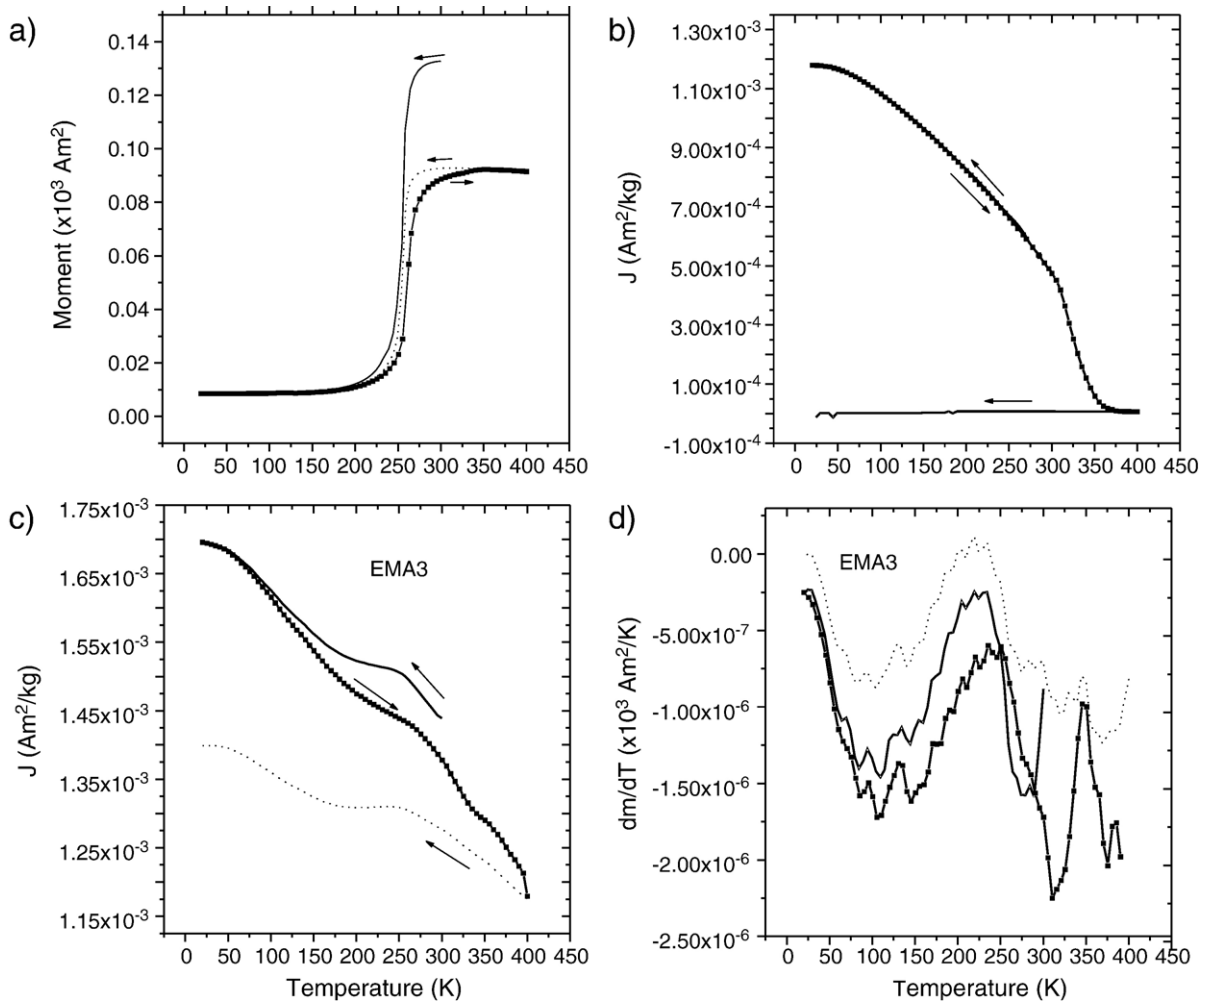 a)
Moment (x10³ Am²)
0.14
0.12
0.10
0.08
0.06
0.04
0.02
0.00
0 50 100 150 200 250 300 350 400 450
b)
J (Am²/kg)
1.30x10⁻³
1.10x10⁻³
9.00x10⁻⁴
7.00x10⁻⁴
5.00x10⁻⁴
3.00x10⁻⁴
1.00x10⁻⁴
-1.00x10⁻⁴
0 50 100 150 200 250 300 350 400 450
c)
J (Am²/kg)
1.75x10⁻³
1.65x10⁻³
1.55x10⁻³
1.45x10⁻³
1.35x10⁻³
1.25x10⁻³
1.15x10⁻³
EMA3
0 50 100 150 200 250 300 350 400 450
Temperature (K)
d)
dm/dT (x10³ Am²/K)
0.00
-5.00x10⁻⁷
-1.00x10⁻⁶
-1.50x10⁻⁶
-2.00x10⁻⁶
-2.50x10⁻⁶
EMA3
0 50 100 150 200 250 300 350 400 450
Temperature (K)